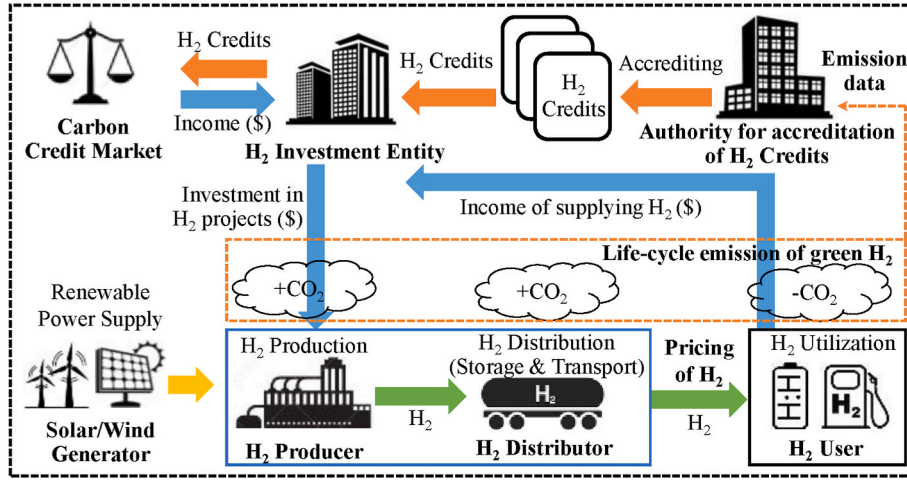 H₂ Credits
Income ($)
Carbon
Credit Market
H₂ Investment Entity
H₂ Credits
H₂
Credits
Accrediting
Emission
data
Authority for accreditation
of H₂ Credits
Investment in
H₂ projects ($)
Income of supplying H₂ ($)
Life-cycle emission of green H₂
+CO₂
+CO₂
-CO₂
Renewable
Power Supply
Solar/Wind
Generator
H₂ Production
H₂ Producer
H₂
H₂ Distribution
(Storage & Transport)
H₂
H₂ Distributor
Pricing
of H₂
H₂
H₂ Utilization
H
H
H₂
H₂ User